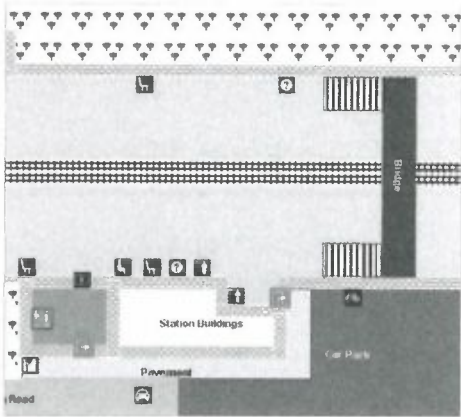 Bridge
Station Buildings
Car Park
Pavement
Road